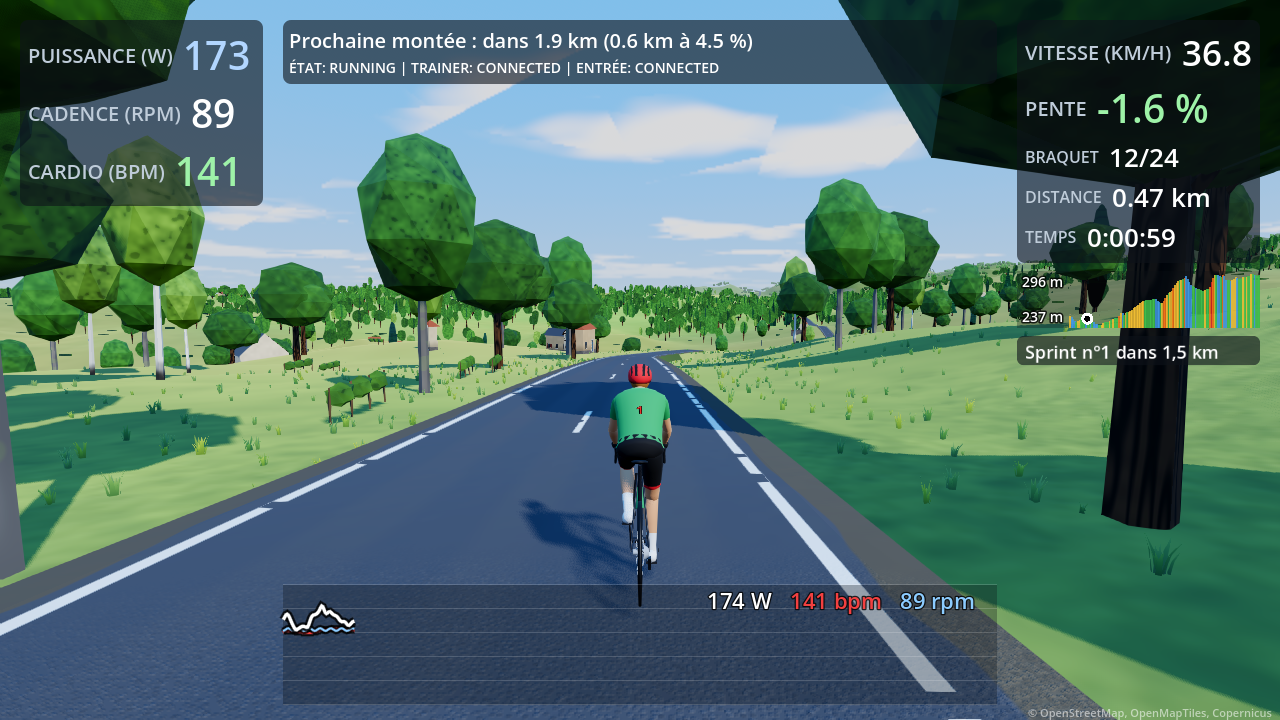 PUISSANCE (W) 173
CADENCE (RPM) 89
CARDIO (BPM) 141
Prochaine montée : dans 1.9 km (0.6 km à 4.5 %)
ÉTAT: RUNNING | TRAINER: CONNECTED | ENTRÉE: CONNECTED
VITESSE (KM/H) 36.8
PENTE -1.6 %
BRAQUET 12/24
DISTANCE 0.47 km
TEMPS 0:00:59
296 m
237 m
Sprint n°1 dans 1,5 km
1
174 W 141 bpm 89 rpm
© OpenStreetMap, OpenMapTiles, Copernicus